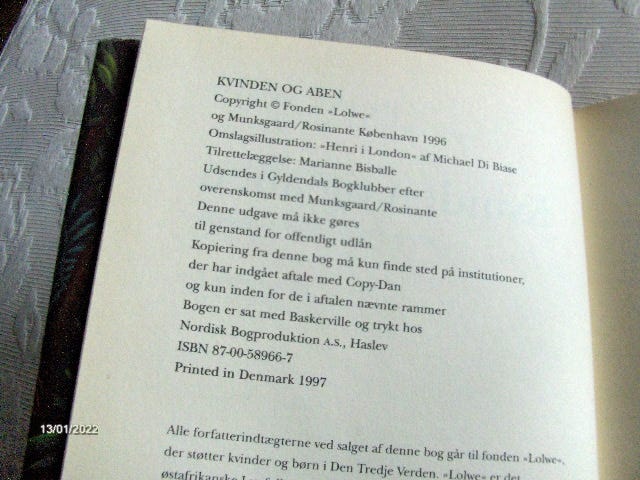 KVINDEN OG ABEN
Copyright © Fonden »Lolwe«
og Munksgaard/Rosinante København 1996
Omslagsillustration: »Henri i London« af Michael Di Biase
Tilrettelæggelse: Marianne Bisballe
Udsendes i Gyldendals Bogklubber efter
overenskomst med Munksgaard/Rosinante
Denne udgave må ikke gøres
til genstand for offentligt udlån
Kopiering fra denne bog må kun finde sted på institutioner,
der har indgået aftale med Copy-Dan
og kun inden for de i aftalen nævnte rammer
Bogen er sat med Baskerville og trykt hos
Nordisk Bogproduktion A.S., Haslev
ISBN 87-00-58966-7
Printed in Denmark 1997
Alle forfatterindtægterne ved salget af denne bog går til fonden »Lolwe«,
der støtter kvinder og børn i Den Tredje Verden. »Lolwe« er det
østafrikanske
13/01/2022